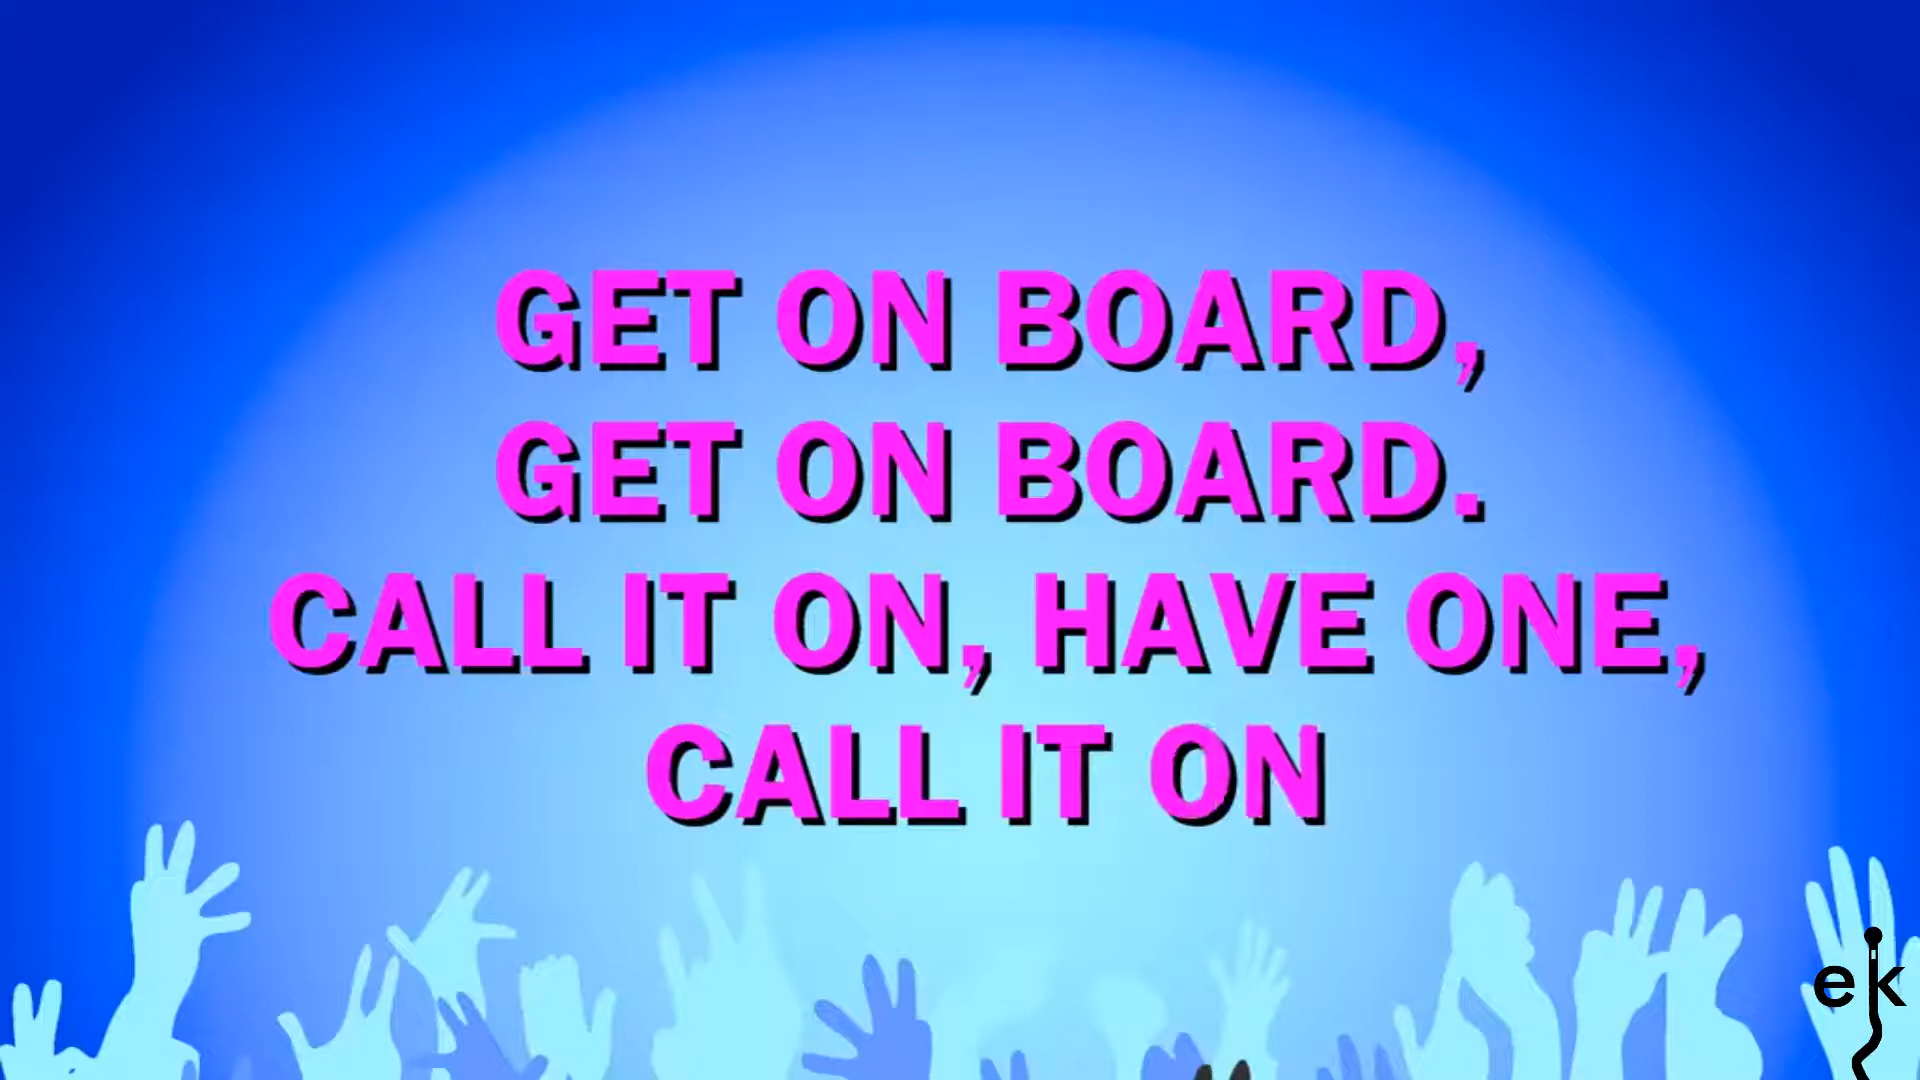 GET ON BOARD,
GET ON BOARD.
CALL IT ON, HAVE ONE,
CALL IT ON
ek